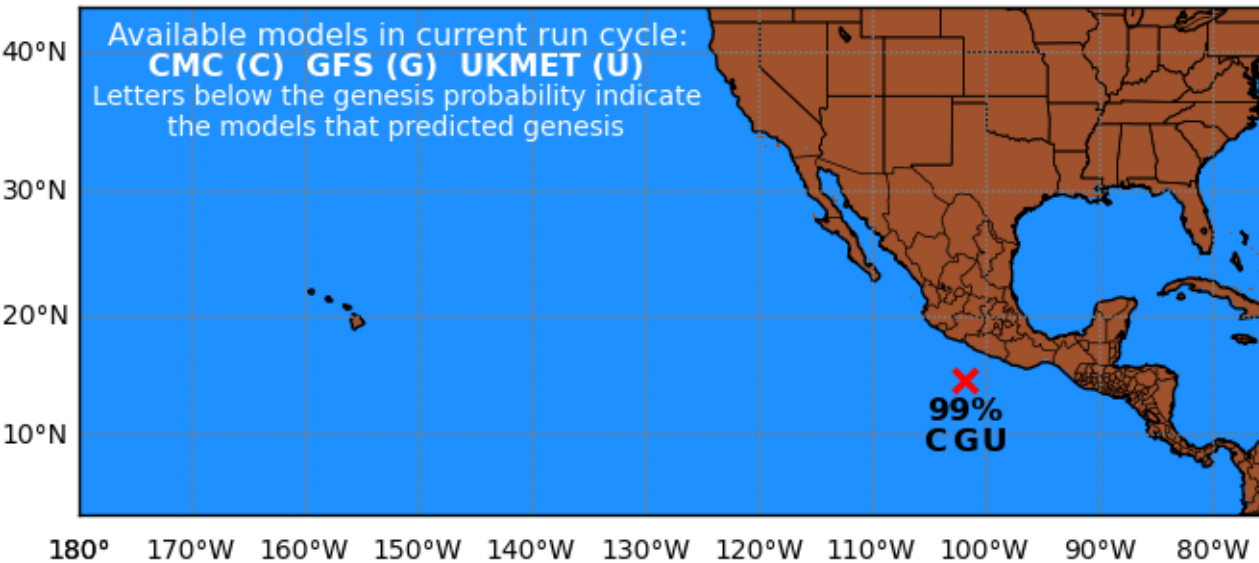 Available models in current run cycle:
CMC (C)  GFS (G)  UKMET (U)
Letters below the genesis probability indicate
the models that predicted genesis
40°N
30°N
20°N
10°N
99%
C G U
180° 170°W 160°W 150°W 140°W 130°W 120°W 110°W 100°W 90°W 80°W